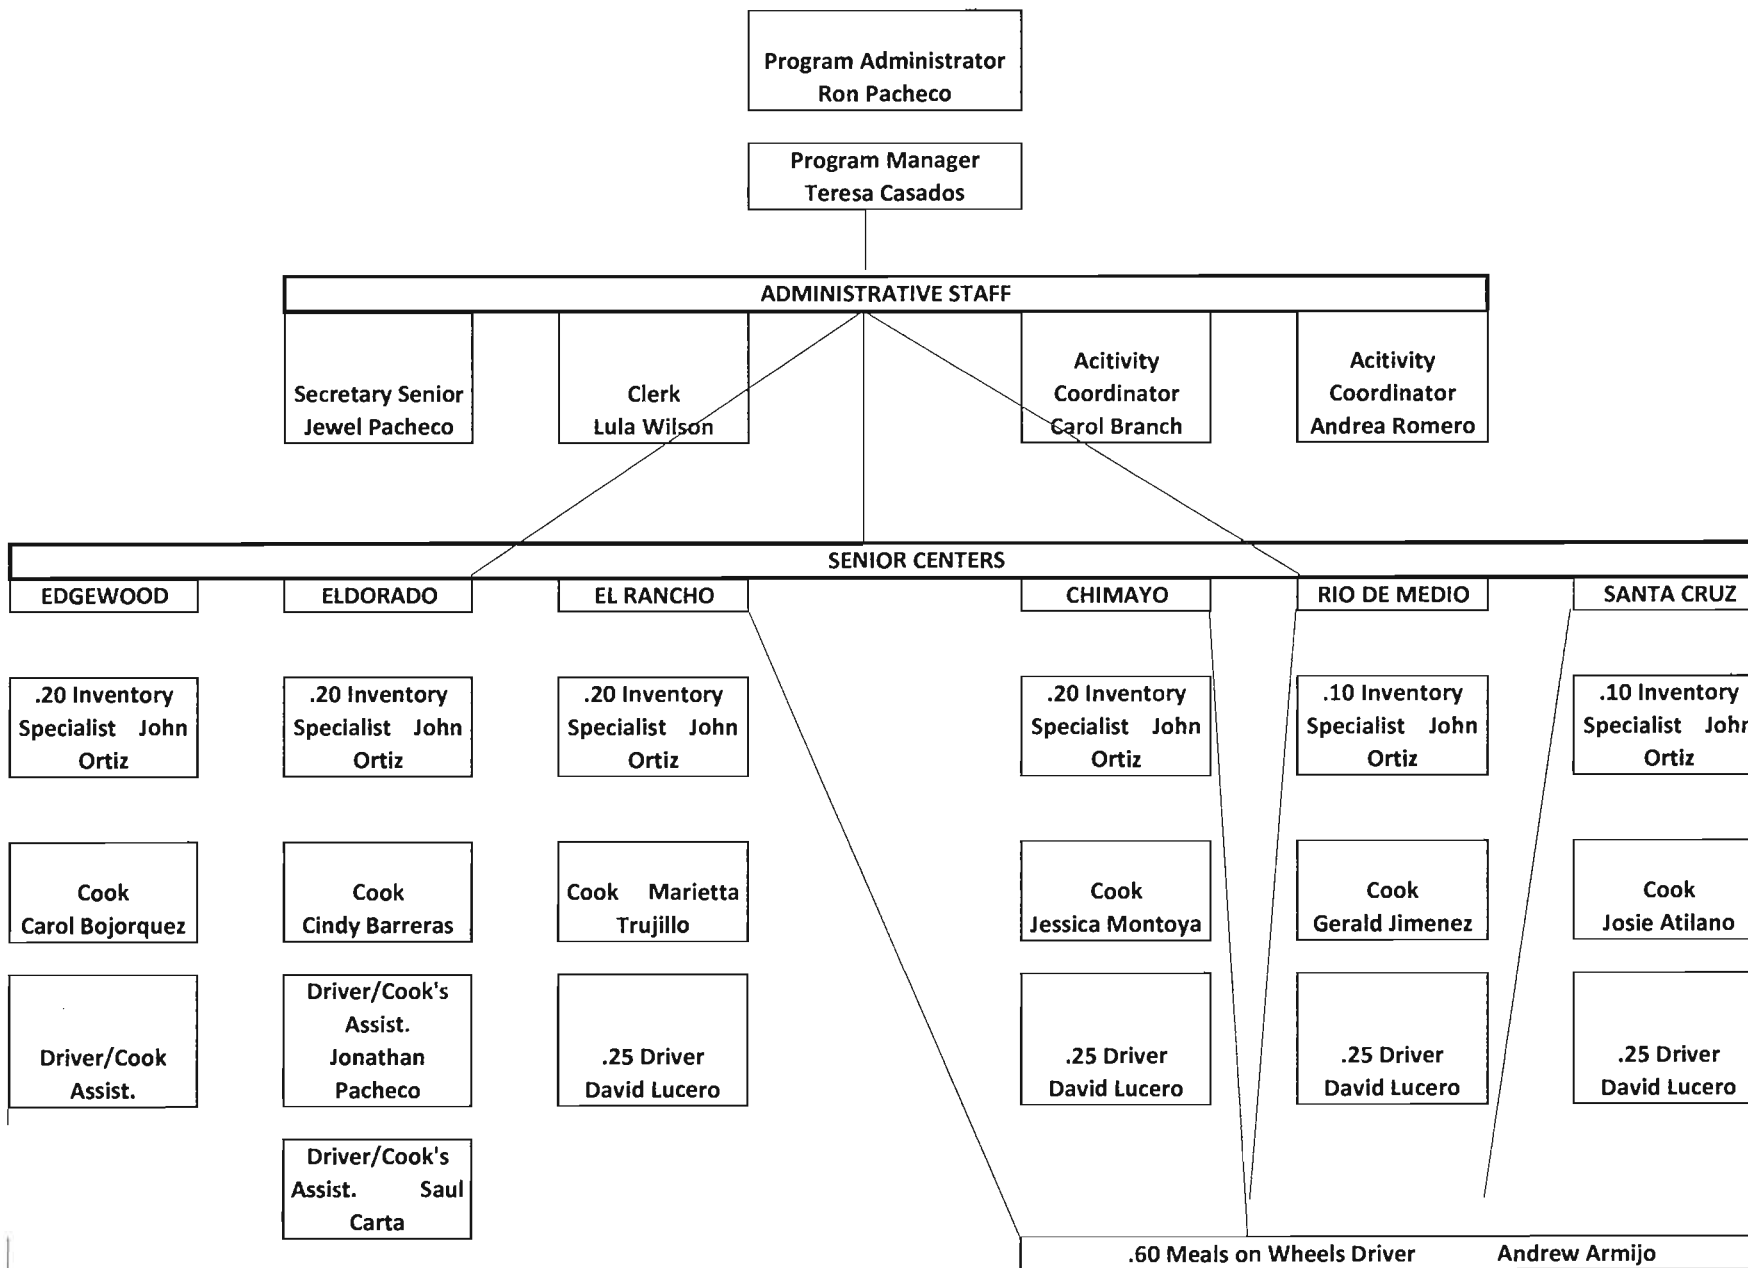 Program Administrator
Ron Pacheco
Program Manager
Teresa Casados
ADMINISTRATIVE STAFF
Secretary Senior
Jewel Pacheco
Clerk
Lula Wilson
Acitivity
Coordinator
Carol Branch
Acitivity
Coordinator
Andrea Romero
SENIOR CENTERS
EDGEWOOD
ELDORADO
EL RANCHO
CHIMAYO
RIO DE MEDIO
SANTA CRUZ
.20 Inventory
Specialist John
Ortiz
.20 Inventory
Specialist John
Ortiz
.20 Inventory
Specialist John
Ortiz
.20 Inventory
Specialist John
Ortiz
.10 Inventory
Specialist John
Ortiz
.10 Inventory
Specialist John
Ortiz
Cook
Carol Bojorquez
Cook
Cindy Barreras
Cook Marietta
Trujillo
Cook
Jessica Montoya
Cook
Gerald Jimenez
Cook
Josie Atilano
Driver/Cook
Assist.
Driver/Cook's
Assist.
Jonathan
Pacheco
.25 Driver
David Lucero
.25 Driver
David Lucero
.25 Driver
David Lucero
.25 Driver
David Lucero
Driver/Cook's
Assist. Saul
Carta
.60 Meals on Wheels Driver Andrew Armijo